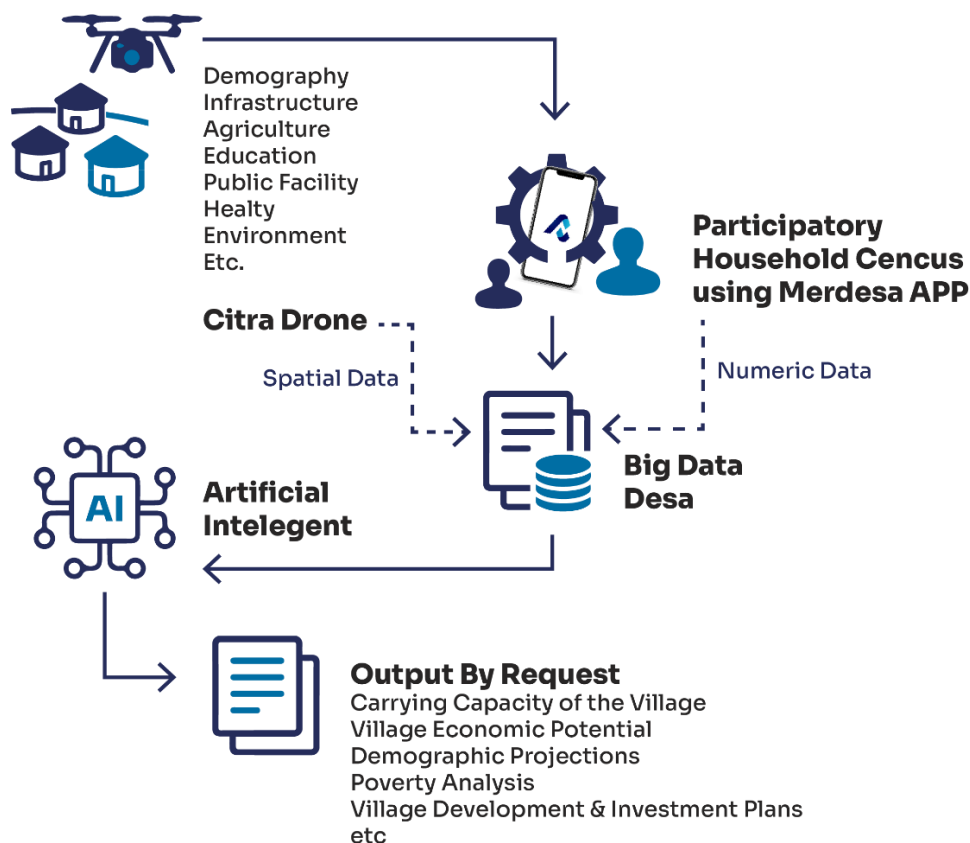 Demography
Infrastructure
Agriculture
Education
Public Facility
Healty
Environment
Etc.
Participatory
Household Cencus
using Merdesa APP
Citra Drone
Spatial Data
Numeric Data
Big Data
Desa
AI
Artificial
Intelegent
Output By Request
Carrying Capacity of the Village
Village Economic Potential
Demographic Projections
Poverty Analysis
Village Development & Investment Plans
etc